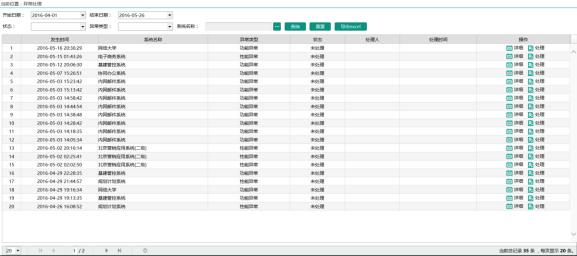 当前位置：异常处理
开始日期： 2016-04-01 结束日期： 2016-05-26
状态： 异常类型： 系统名称： 查询 重置 导出excel
发生时间 系统名称 异常类型 状态 处理人 处理时间 操作
1 2016-05-16 20:30:29 网络大学 功能异常 未处理 详细 处理
2 2016-05-15 01:43:26 电子商务系统 性能异常 未处理 详细 处理
3 2016-05-12 20:06:30 基建管控系统 性能异常 未处理 详细 处理
4 2016-05-07 15:26:51 协同办公系统 功能异常 未处理 详细 处理
5 2016-05-03 15:23:42 内网邮件系统 功能异常 未处理 详细 处理
6 2016-05-03 15:13:42 内网邮件系统 功能异常 未处理 详细 处理
7 2016-05-03 14:58:42 内网邮件系统 功能异常 未处理 详细 处理
8 2016-05-03 14:44:54 内网邮件系统 功能异常 未处理 详细 处理
9 2016-05-03 14:38:48 内网邮件系统 功能异常 未处理 详细 处理
10 2016-05-03 14:28:42 内网邮件系统 功能异常 未处理 详细 处理
11 2016-05-03 14:18:35 内网邮件系统 功能异常 未处理 详细 处理
12 2016-05-03 14:05:34 内网邮件系统 功能异常 未处理 详细 处理
13 2016-05-02 20:16:14 北京营销应用系统(二级) 性能异常 未处理 详细 处理
14 2016-05-02 02:25:41 北京营销应用系统(二级) 性能异常 未处理 详细 处理
15 2016-05-02 02:02:50 北京营销应用系统(二级) 性能异常 未处理 详细 处理
16 2016-04-29 22:28:35 基建管控系统 性能异常 未处理 详细 处理
17 2016-04-29 21:44:57 规划计划系统 性能异常 未处理 详细 处理
18 2016-04-29 19:16:34 网络大学 功能异常 未处理 详细 处理
19 2016-04-29 19:13:35 基建管控系统 功能异常 未处理 详细 处理
20 2016-04-26 16:08:52 规划计划系统 功能异常 未处理 详细 处理
20 1 / 2 当前总记录 35 条 ，每页显示 20 条。